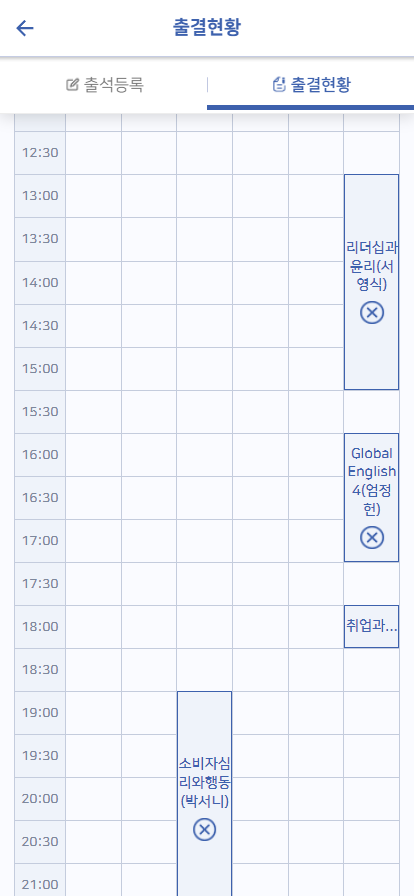 출결현황
출석등록
출결현황
12:30
13:00
13:30
14:00
14:30
15:00
15:30
16:00
16:30
17:00
17:30
18:00
18:30
19:00
19:30
20:00
20:30
21:00
리더십과
윤리(서
영식)
Global
English
4(엄정
헌)
취업과...
소비자심
리와행동
(박서니)